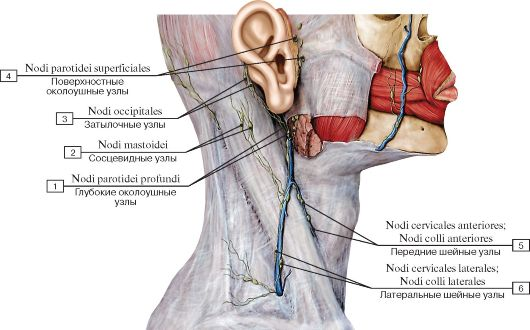 4
Nodi parotidei superficiales
Поверхностные
околоушные узлы
Nodi occipitales
3
Затылочные узлы
Nodi mastoidei
2
Сосцевидные узлы
Nodi parotidei profundi
1
Глубокие околоушные
узлы
Nodi cervicales anteriores;
Nodi colli anteriores
5
Передние шейные узлы
Nodi cervicales laterales;
Nodi colli laterales
6
Латеральные шейные узлы